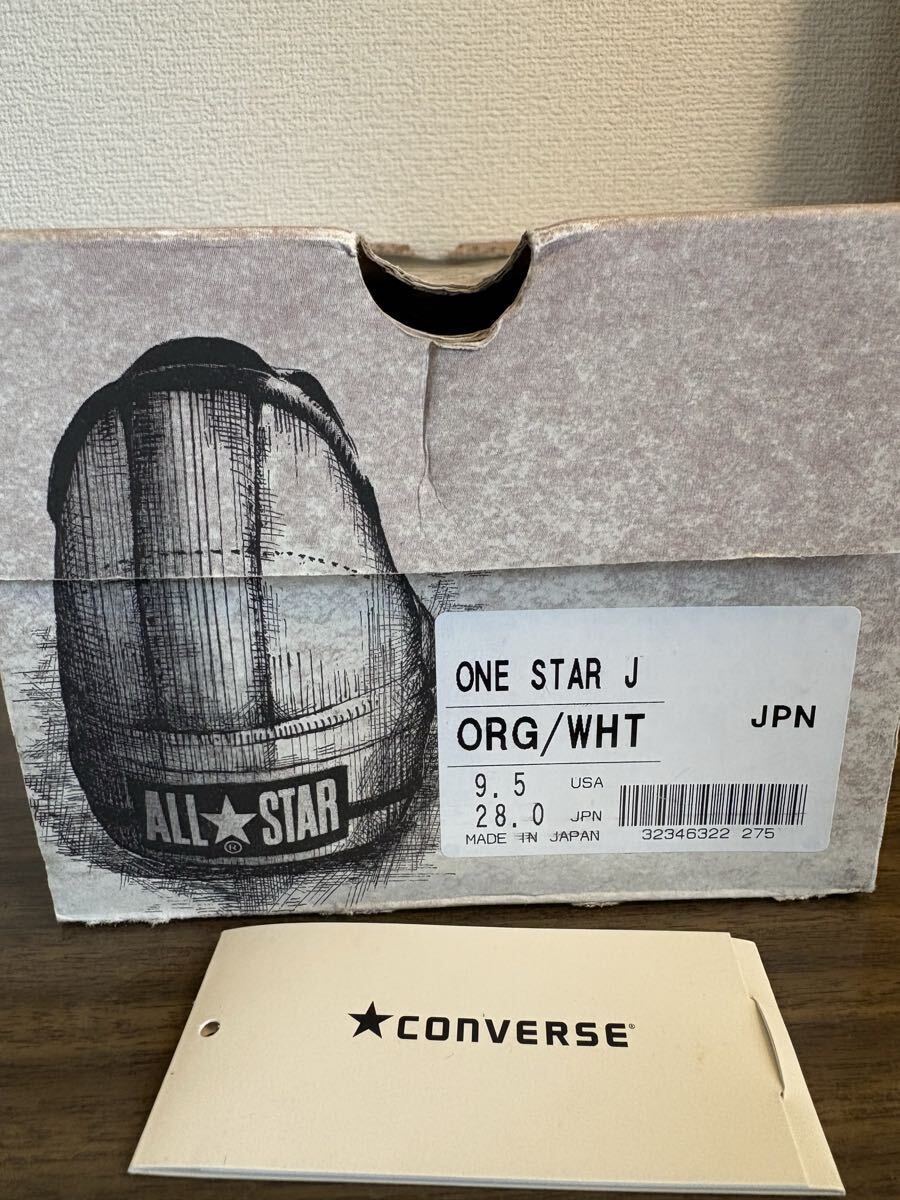 ALL★STAR
®
ONE STAR J
ORG/WHT JPN
9.5 USA
28.0 JPN
MADE IN JAPAN 32346322 275
★CONVERSE®